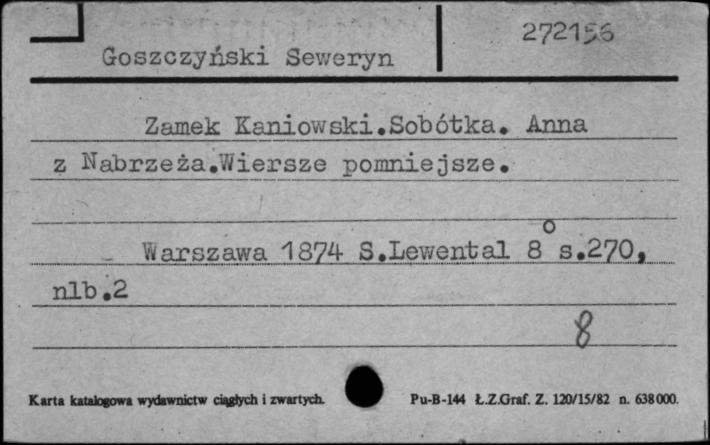 272156
Goszczyński Seweryn
Zamek Kaniowski.Sobótka. Anna
z Nabrzeża.Wiersze pomniejsze.
Warszawa 1874 S.Lewental 8° s.270,
nlb.2
8
Karta katalogowa wydawnictw ciągłych i zwartych. Pu-B-144 Ł.Z.Graf. Z. 120/15/82 n. 638000.